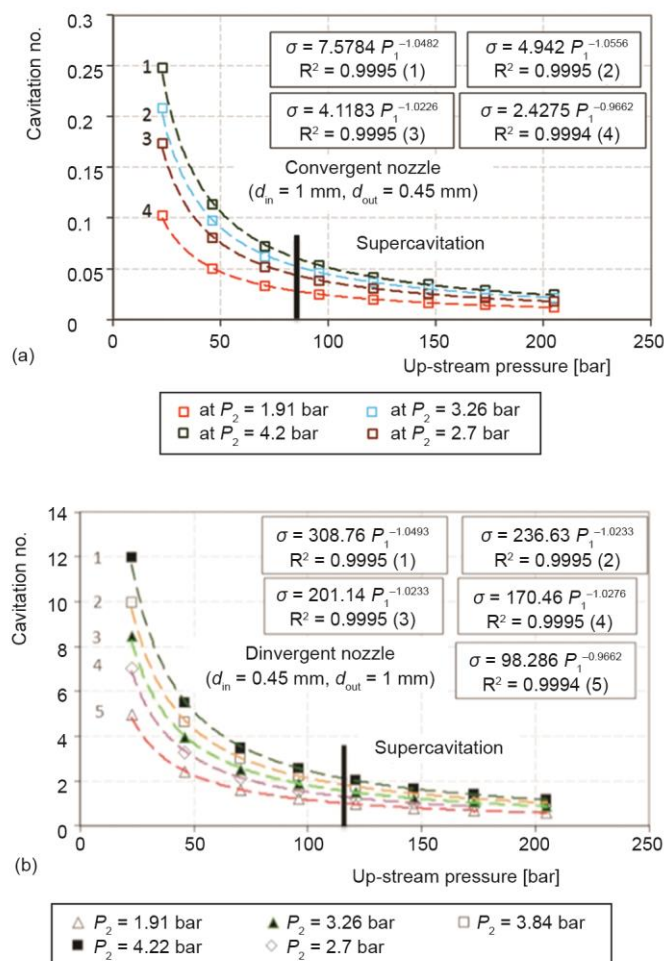 Cavitation no.
0.3
0.25
0.2
0.15
0.1
0.05
0
1
2
3
4
σ = 7.5784 P₁^–1.0482
R² = 0.9995 (1)
σ = 4.942 P₁^–1.0556
R² = 0.9995 (2)
σ = 4.1183 P₁^–1.0226
R² = 0.9995 (3)
σ = 2.4275 P₁^–0.9662
R² = 0.9994 (4)
Convergent nozzle
(d_in = 1 mm, d_out = 0.45 mm)
Supercavitation
0 50 100 150 200 250
(a)
Up-stream pressure [bar]
at P₂ = 1.91 bar at P₂ = 3.26 bar
at P₂ = 4.2 bar at P₂ = 2.7 bar
Cavitation no.
14
12
10
8
6
4
2
0
1
2
3
4
5
σ = 308.76 P₁^–1.0493
R² = 0.9995 (1)
σ = 236.63 P₁^–1.0233
R² = 0.9995 (2)
σ = 201.14 P₁^–1.0233
R² = 0.9995 (3)
σ = 170.46 P₁^–1.0276
R² = 0.9995 (4)
σ = 98.286 P₁^–0.9662
R² = 0.9994 (5)
Dinvergent nozzle
(d_in = 0.45 mm, d_out = 1 mm)
Supercavitation
50 100 150 200 250
(b)
Up-stream pressure [bar]
P₂ = 1.91 bar P₂ = 3.26 bar P₂ = 3.84 bar
P₂ = 4.22 bar P₂ = 2.7 bar